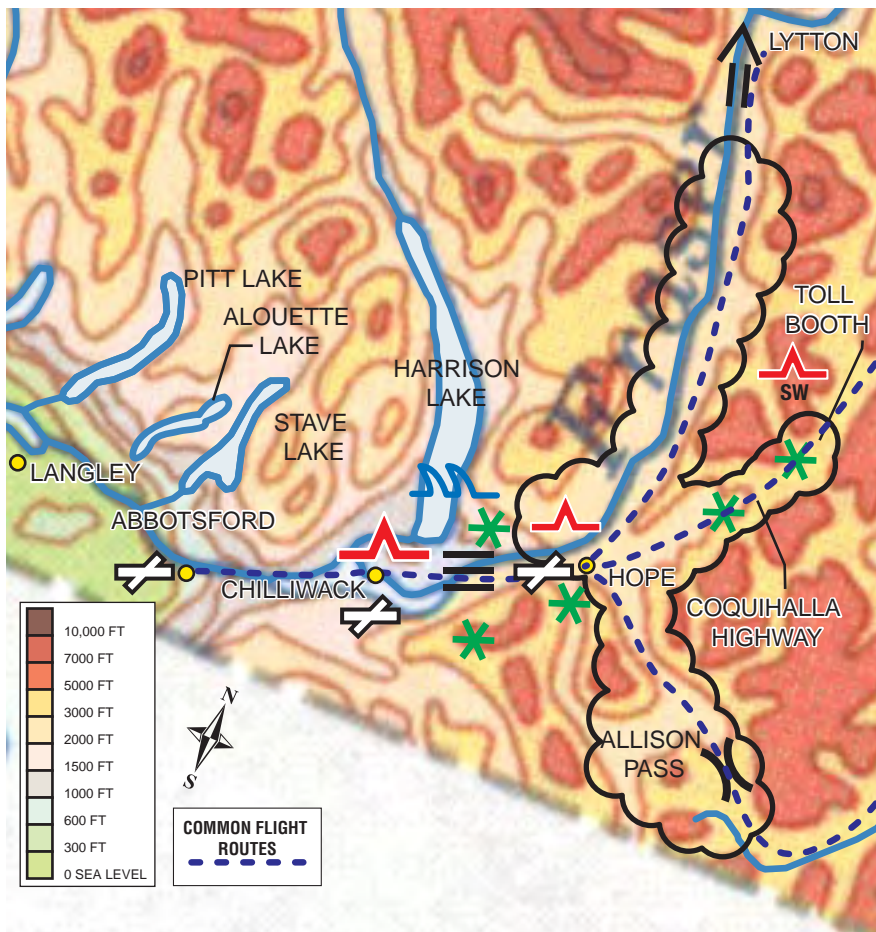 LYTTON
PITT LAKE
ALOUETTE
LAKE
TOLL
BOOTH
HARRISON
LAKE
SW
STAVE
LAKE
LANGLEY
ABBOTSFORD
CHILLIWACK
HOPE
COQUIHALLA
HIGHWAY
ALLISON
PASS
10,000 FT
7000 FT
5000 FT
3000 FT
2000 FT
1500 FT
1000 FT
600 FT
300 FT
0 SEA LEVEL
N
S
COMMON FLIGHT
ROUTES